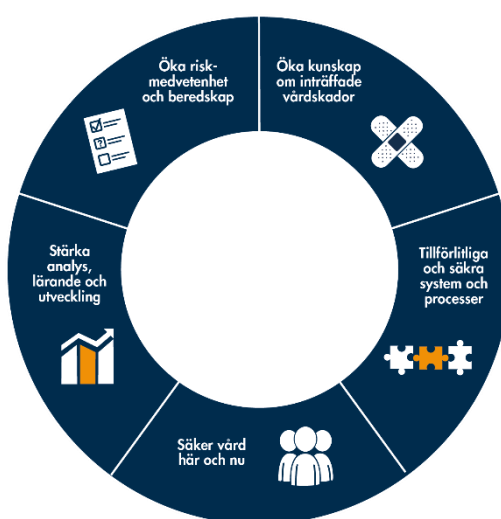 Öka risk-
medvetenhet
och beredskap
Öka kunskap
om inträffade
vårdskador
Tillförlitliga
och säkra
system och
processer
Säker vård
här och nu
Stärka
analys,
lärande och
utveckling